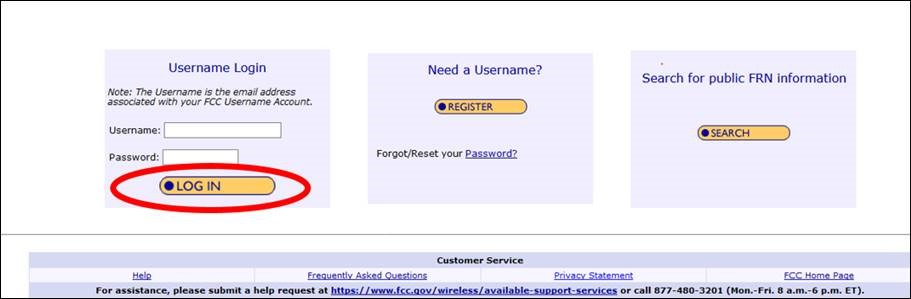 Username Login
Note: The Username is the email address
associated with your FCC Username Account.
Username:
Password:
LOG IN
Need a Username?
REGISTER
Forgot/Reset your Password?
Search for public FRN information
SEARCH
Customer Service
Help Frequently Asked Questions Privacy Statement FCC Home Page
For assistance, please submit a help request at https://www.fcc.gov/wireless/available-support-services or call 877-480-3201 (Mon.-Fri. 8 a.m.-6 p.m. ET).